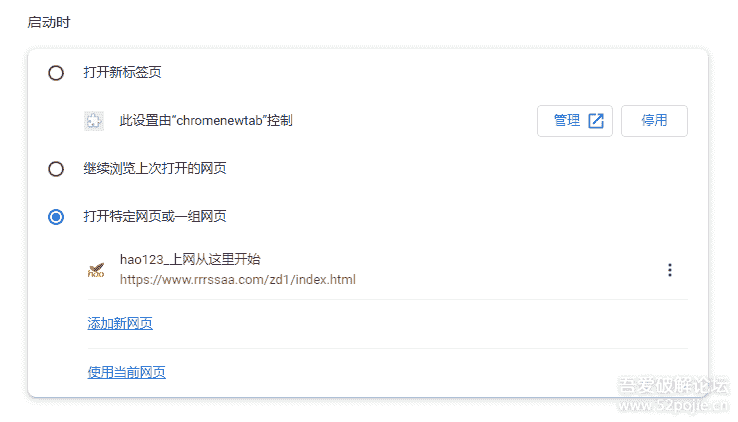 启动时
打开新标签页
此设置由“chromenewtab”控制
管理
停用
继续浏览上次打开的网页
打开特定网页或一组网页
hao123_上网从这里开始
hao
https://www.rrrssaa.com/zd1/index.html
添加新网页
使用当前网页
吾爱破解论坛
www.52pojie.cn